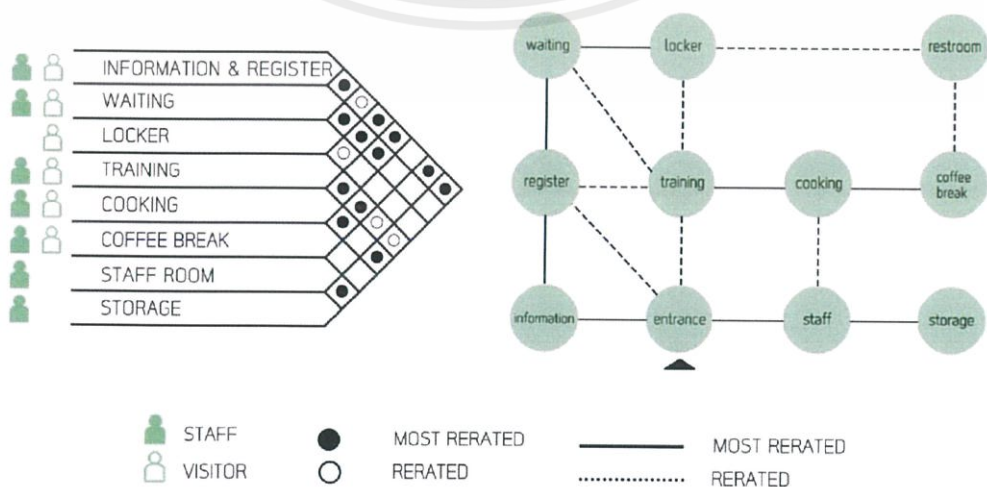 INFORMATION & REGISTER
WAITING
LOCKER
TRAINING
COOKING
COFFEE BREAK
STAFF ROOM
STORAGE
waiting
locker
restroom
register
training
cooking
coffee
break
information
entrance
staff
storage
STAFF
VISITOR
MOST RERATED
RERATED
MOST RERATED
RERATED